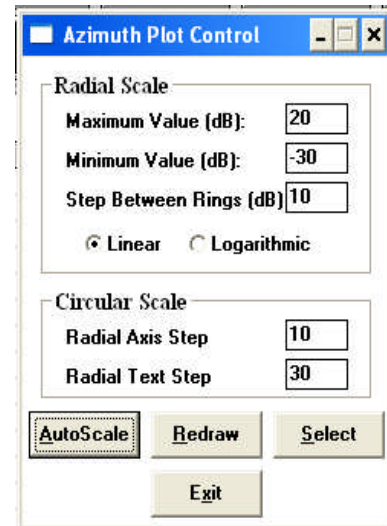 Azimuth Plot Control
Radial Scale
Maximum Value (dB): 20
Minimum Value (dB): -30
Step Between Rings (dB) 10
Linear Logarithmic
Circular Scale
Radial Axis Step 10
Radial Text Step 30
AutoScale Redraw Select
Exit